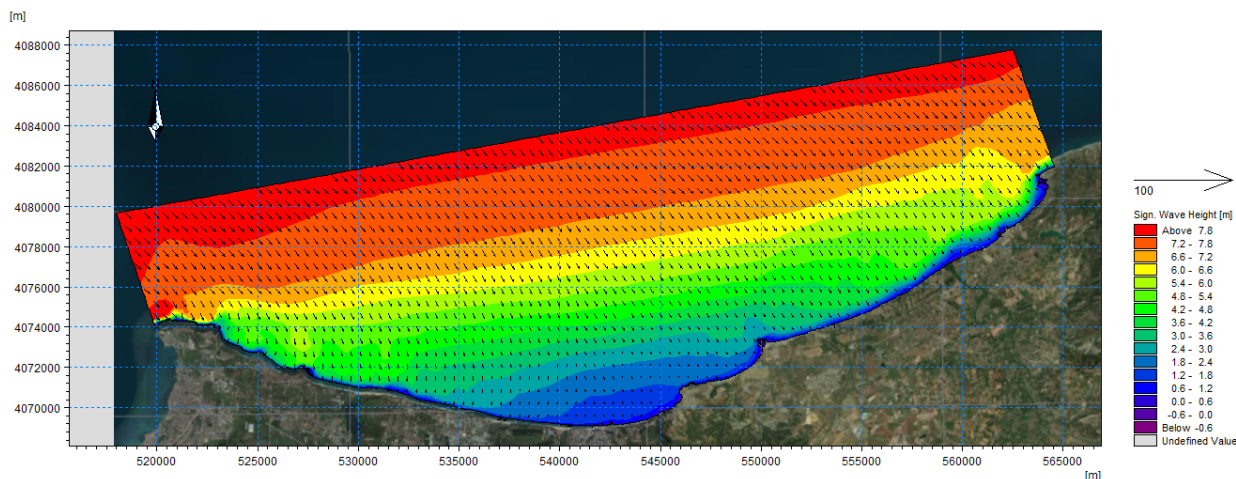 [m]
4088000
4086000
4084000
4082000
4080000
4078000
4076000
4074000
4072000
4070000
520000 525000 530000 535000 540000 545000 550000 555000 560000 565000
[m]
100
Sign. Wave Height [m]
Above 7.8
7.2 - 7.8
6.6 - 7.2
6.0 - 6.6
5.4 - 6.0
4.8 - 5.4
4.2 - 4.8
3.6 - 4.2
3.0 - 3.6
2.4 - 3.0
1.8 - 2.4
1.2 - 1.8
0.6 - 1.2
0.0 - 0.6
-0.6 - 0.0
Below -0.6
Undefined Value